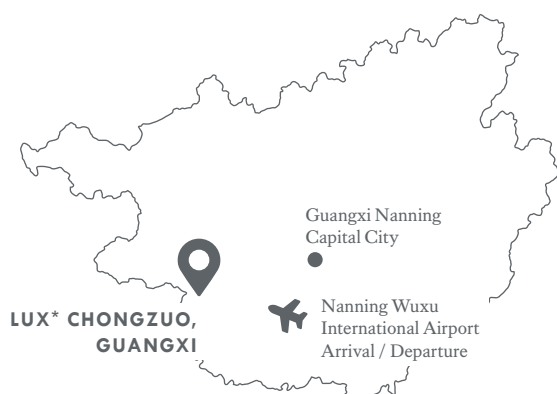 Guangxi Nanning
Capital City
LUX* CHONGZUO,
GUANGXI
Nanning Wuxu
International Airport
Arrival / Departure